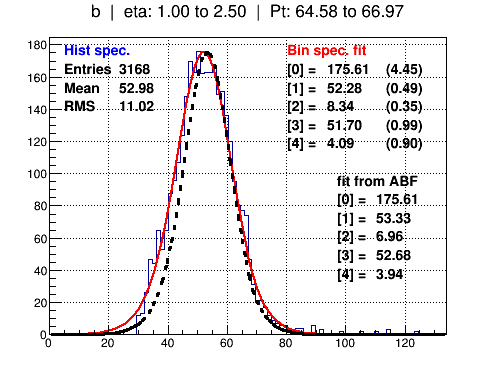 b | eta: 1.00 to 2.50 | Pt: 64.58 to 66.97
Hist spec.
Entries 3168
Mean 52.98
RMS 11.02
Bin spec. fit
[0] = 175.61 (4.45)
[1] = 52.28 (0.49)
[2] = 8.34 (0.35)
[3] = 51.70 (0.99)
[4] = 4.09 (0.90)
fit from ABF
[0] = 175.61
[1] = 53.33
[2] = 6.96
[3] = 52.68
[4] = 3.94
180
160
140
120
100
80
60
40
20
0
0 20 40 60 80 100 120